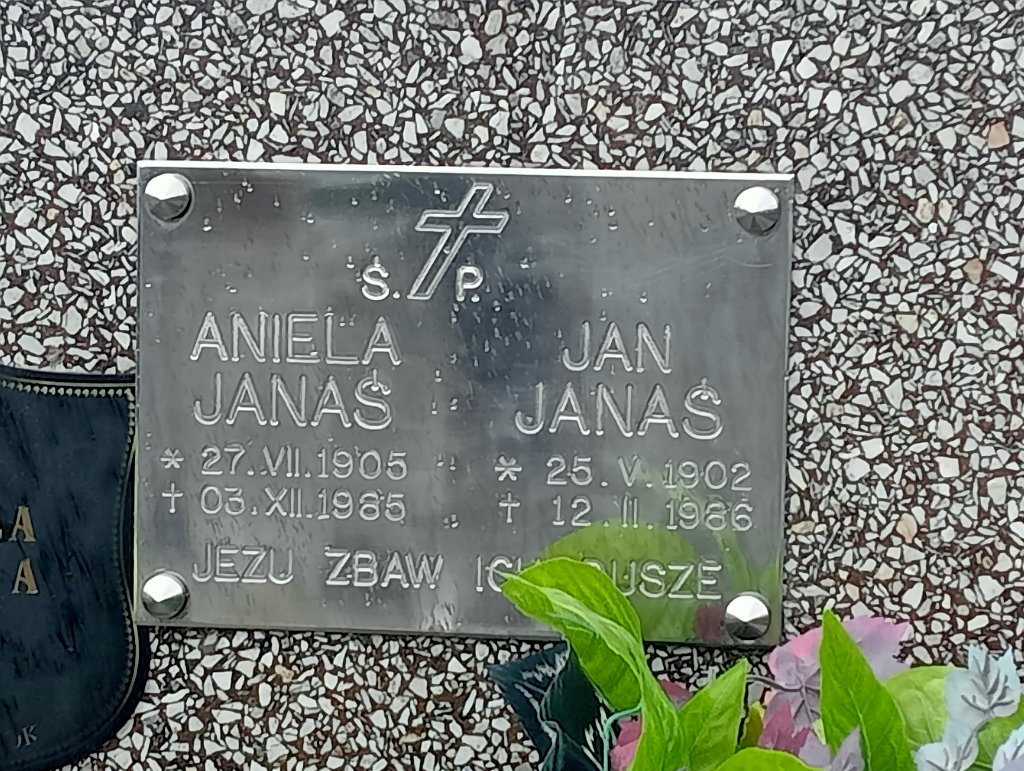 Ś. P.
ANIELA
JANAŚ
* 27.VII.1905
† 03.XII.1985
JAN
JANAŚ
* 25.V.1902
† 12.II.1986
JEZU ZBAW